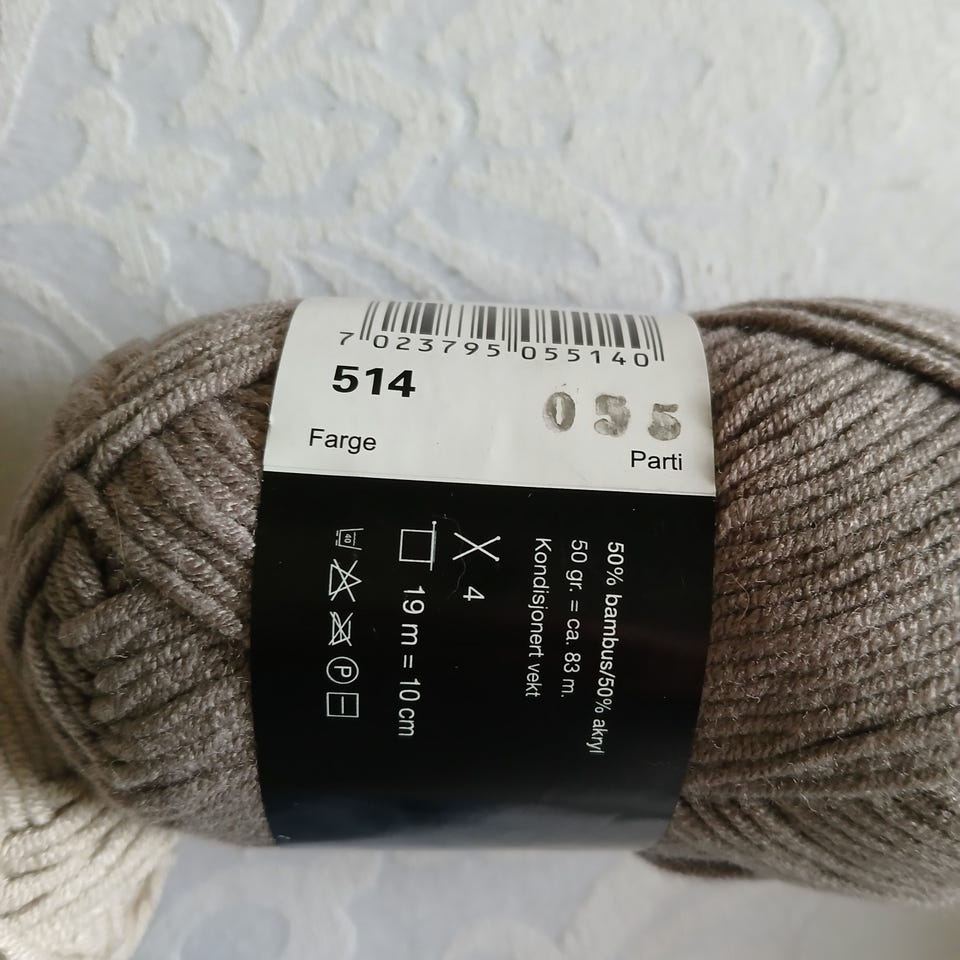 7 023795 055140
514
Farge
055
Parti
50% bambus/50% akryl
50 gr. = ca. 83 m.
Kondisjonert vekt
4
19 m = 10 cm
40
P